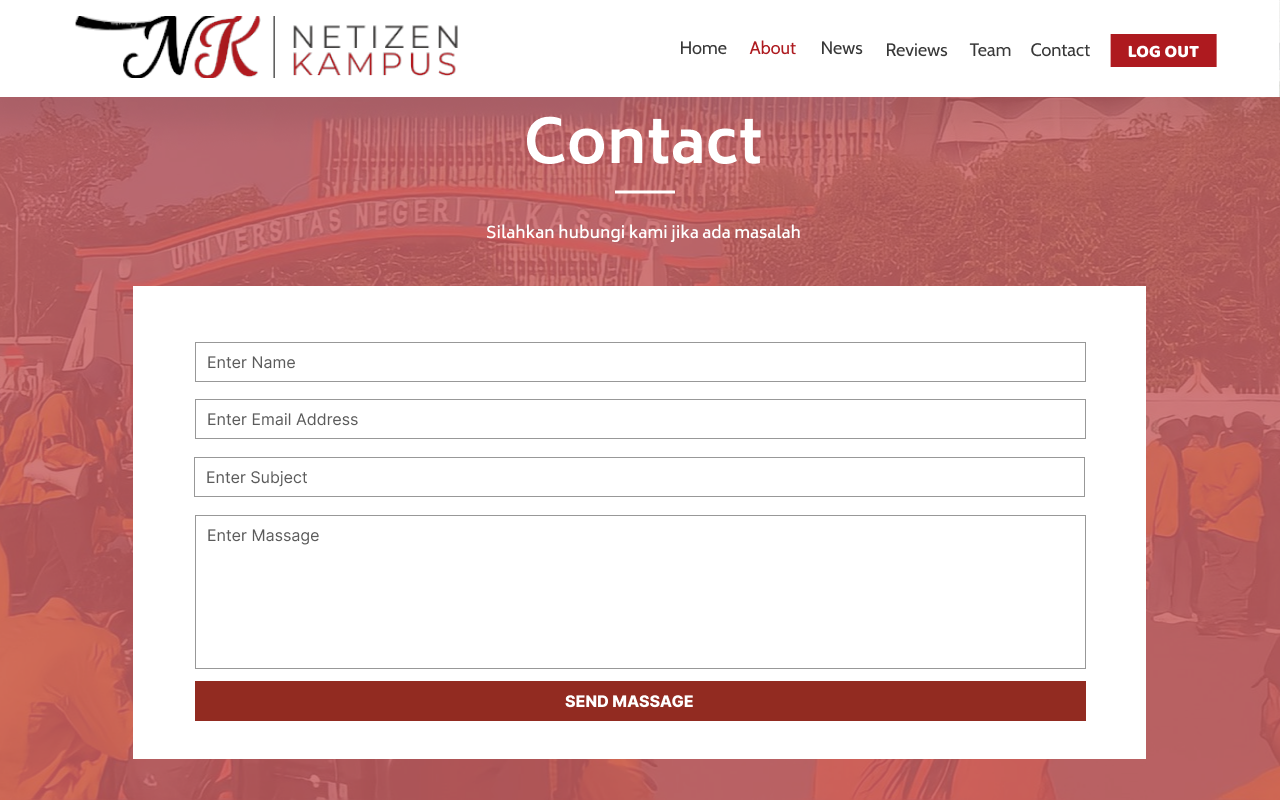 NK
NETIZEN
KAMPUS
Home About News Reviews Team Contact LOG OUT
Contact
UNIVERSITAS NEGERI MAKASSAR
Silahkan hubungi kami jika ada masalah
Enter Name
Enter Email Address
Enter Subject
Enter Massage
SEND MASSAGE